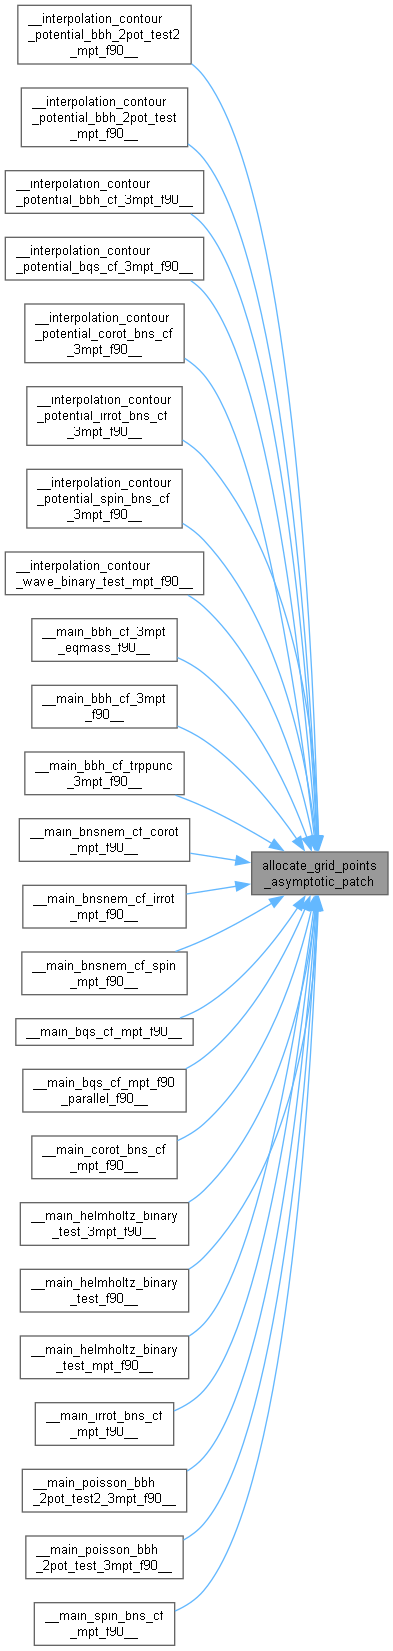 __interpolation_contour
_potential_bbh_2pot_test2
_mpt_f90__
__interpolation_contour
_potential_bbh_2pot_test
_mpt_f90__
__interpolation_contour
_potential_bbh_cf_3mpt_f90__
__interpolation_contour
_potential_bqs_cf_3mpt_f90__
__interpolation_contour
_potential_corot_bns_cf
_3mpt_f90__
__interpolation_contour
_potential_irrot_bns_cf
_3mpt_f90__
__interpolation_contour
_potential_spin_bns_cf
_3mpt_f90__
__interpolation_contour
_wave_binary_test_mpt_f90__
__main_bbh_cf_3mpt
_eqmass_f90__
__main_bbh_cf_3mpt
_f90__
__main_bbh_cf_trppunc
_3mpt_f90__
__main_bnsnem_cf_corot
_mpt_f90__
allocate_grid_points
_asymptotic_patch
__main_bnsnem_cf_irrot
_mpt_f90__
__main_bnsnem_cf_spin
_mpt_f90__
__main_bqs_cf_mpt_f90__
__main_bqs_cf_mpt_f90
_parallel_f90__
__main_corot_bns_cf
_mpt_f90__
__main_helmholtz_binary
_test_3mpt_f90__
__main_helmholtz_binary
_test_f90__
__main_helmholtz_binary
_test_mpt_f90__
__main_irrot_bns_cf
_mpt_f90__
__main_poisson_bbh
_2pot_test2_3mpt_f90__
__main_poisson_bbh
_2pot_test_3mpt_f90__
__main_spin_bns_cf
_mpt_f90__